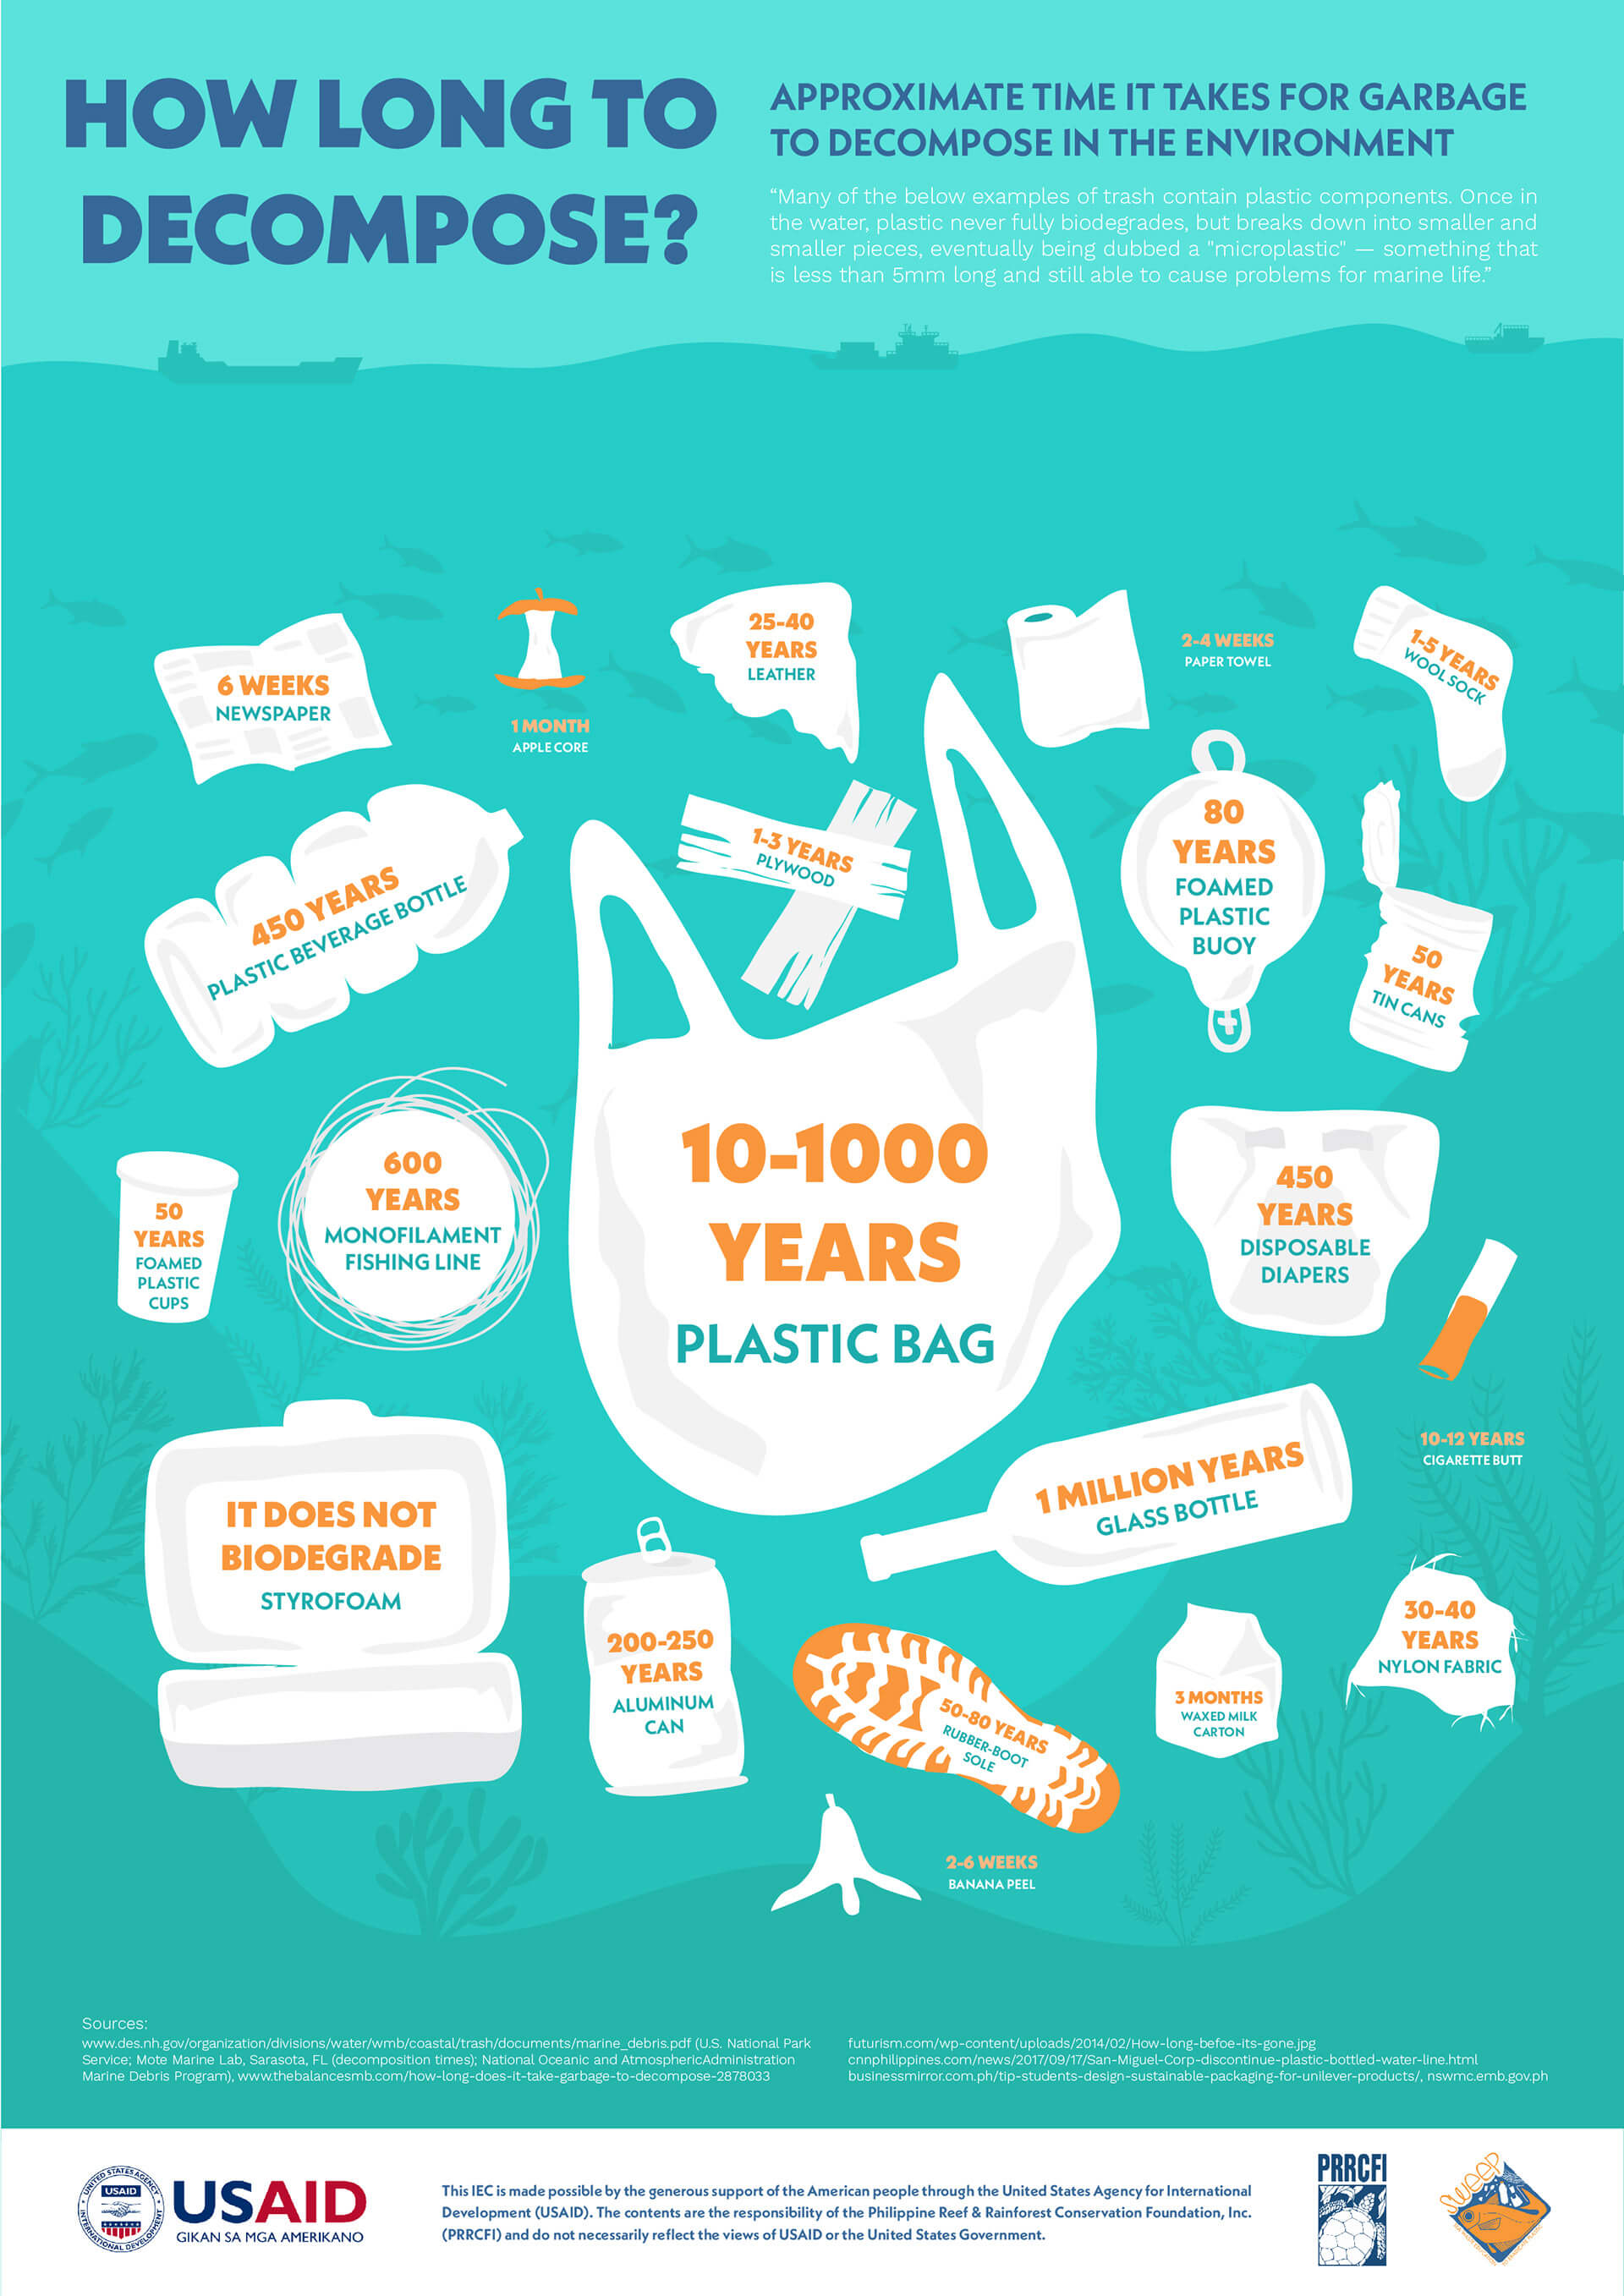 HOW LONG TO
DECOMPOSE?
APPROXIMATE TIME IT TAKES FOR GARBAGE
TO DECOMPOSE IN THE ENVIRONMENT
“Many of the below examples of trash contain plastic components. Once in
the water, plastic never fully biodegrades, but breaks down into smaller and
smaller pieces, eventually being dubbed a "microplastic" — something that
is less than 5mm long and still able to cause problems for marine life.”
6 WEEKS
NEWSPAPER
1 MONTH
APPLE CORE
25-40
YEARS
LEATHER
2-4 WEEKS
PAPER TOWEL
1-5 YEARS
WOOL SOCK
450 YEARS
PLASTIC BEVERAGE BOTTLE
1-3 YEARS
PLYWOOD
80
YEARS
FOAMED
PLASTIC
BUOY
50
YEARS
TIN CANS
50
YEARS
FOAMED
PLASTIC
CUPS
600
YEARS
MONOFILAMENT
FISHING LINE
10-1000
YEARS
PLASTIC BAG
450
YEARS
DISPOSABLE
DIAPERS
10-12 YEARS
CIGARETTE BUTT
IT DOES NOT
BIODEGRADE
STYROFOAM
200-250
YEARS
ALUMINUM
CAN
1 MILLION YEARS
GLASS BOTTLE
50-80 YEARS
RUBBER-BOOT
SOLE
3 MONTHS
WAXED MILK
CARTON
30-40
YEARS
NYLON FABRIC
2-6 WEEKS
BANANA PEEL
Sources:
www.des.nh.gov/organization/divisions/water/wmb/coastal/trash/documents/marine_debris.pdf (U.S. National Park
Service; Mote Marine Lab, Sarasota, FL (decomposition times); National Oceanic and AtmosphericAdministration
Marine Debris Program), www.thebalancesmb.com/how-long-does-it-take-garbage-to-decompose-2878033
futurism.com/wp-content/uploads/2014/02/How-long-befoe-its-gone.jpg
cnnphilippines.com/news/2017/09/17/San-Miguel-Corp-discontinue-plastic-bottled-water-line.html
businessmirror.com.ph/tip-students-design-sustainable-packaging-for-unilever-products/, nswmc.emb.gov.ph
UNITED STATES AGENCY
USAID
INTERNATIONAL DEVELOPMENT
USAID
GIKAN SA MGA AMERIKANO
This IEC is made possible by the generous support of the American people through the United States Agency for International
Development (USAID). The contents are the responsibility of the Philippine Reef & Rainforest Conservation Foundation, Inc.
(PRRCFI) and do not necessarily reflect the views of USAID or the United States Government.
PRRCFI
SWEEP